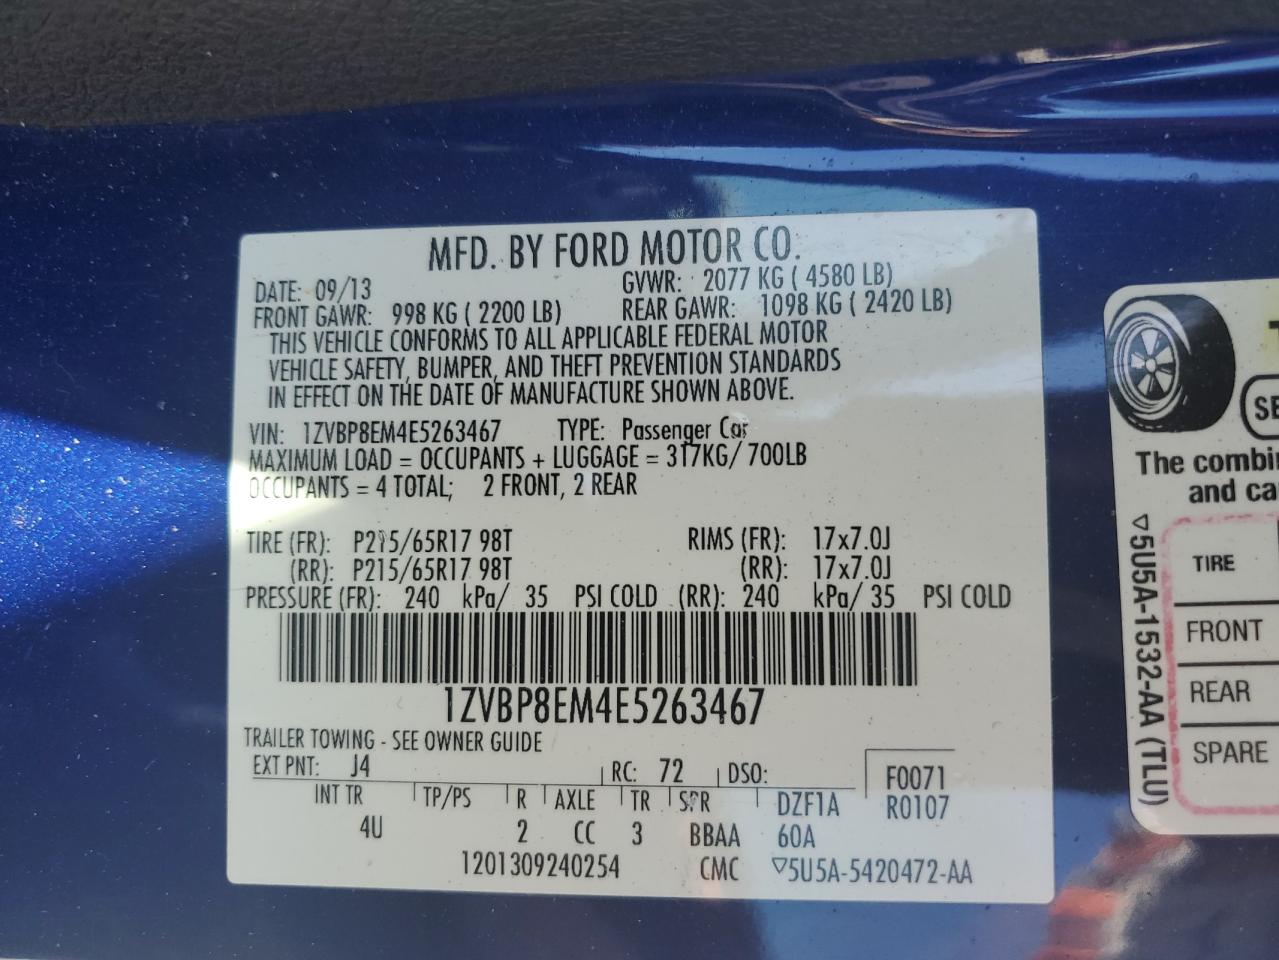 MFD. BY FORD MOTOR CO.
DATE: 09/13 GVWR: 2077 KG ( 4580 LB)
FRONT GAWR: 998 KG ( 2200 LB) REAR GAWR: 1098 KG ( 2420 LB)
THIS VEHICLE CONFORMS TO ALL APPLICABLE FEDERAL MOTOR
VEHICLE SAFETY, BUMPER, AND THEFT PREVENTION STANDARDS
IN EFFECT ON THE DATE OF MANUFACTURE SHOWN ABOVE.
VIN: 1ZVBP8EM4E5263467 TYPE: Passenger Car
MAXIMUM LOAD = OCCUPANTS + LUGGAGE = 317KG/ 700LB
OCCUPANTS = 4 TOTAL; 2 FRONT, 2 REAR
TIRE (FR): P215/65R17 98T RIMS (FR): 17x7.0J
(RR): P215/65R17 98T (RR): 17x7.0J
PRESSURE (FR): 240 kPa/ 35 PSI COLD (RR): 240 kPa/ 35 PSI COLD
1ZVBP8EM4E5263467
TRAILER TOWING - SEE OWNER GUIDE
EXT PNT: J4 RC: 72 DSO: F0071
INT TR TP/PS R AXLE TR SPR DZF1A R0107
4U 2 CC 3 BBAA 60A
1201309240254 CMC ▽5U5A-5420472-AA
SE
The combi
and ca
▽5U5A-1532-AA (TLU)
TIRE
FRONT
REAR
SPARE